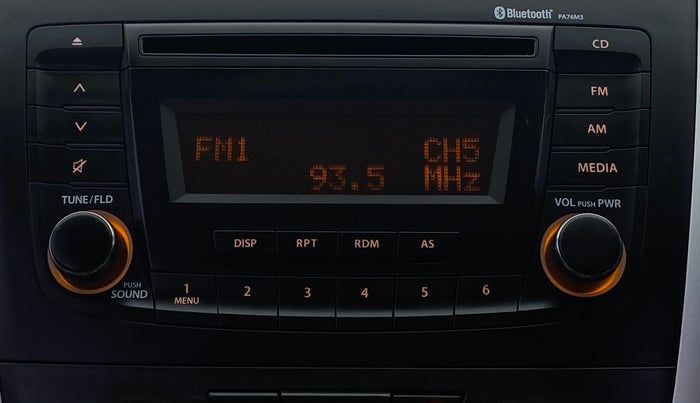 Bluetooth PA76M3
CD
FM
AM
MEDIA
FM1 CH5
93.5 MHz
TUNE/FLD
VOL PUSH PWR
DISP RPT RDM AS
PUSH
SOUND
1 2 3 4 5 6
MENU